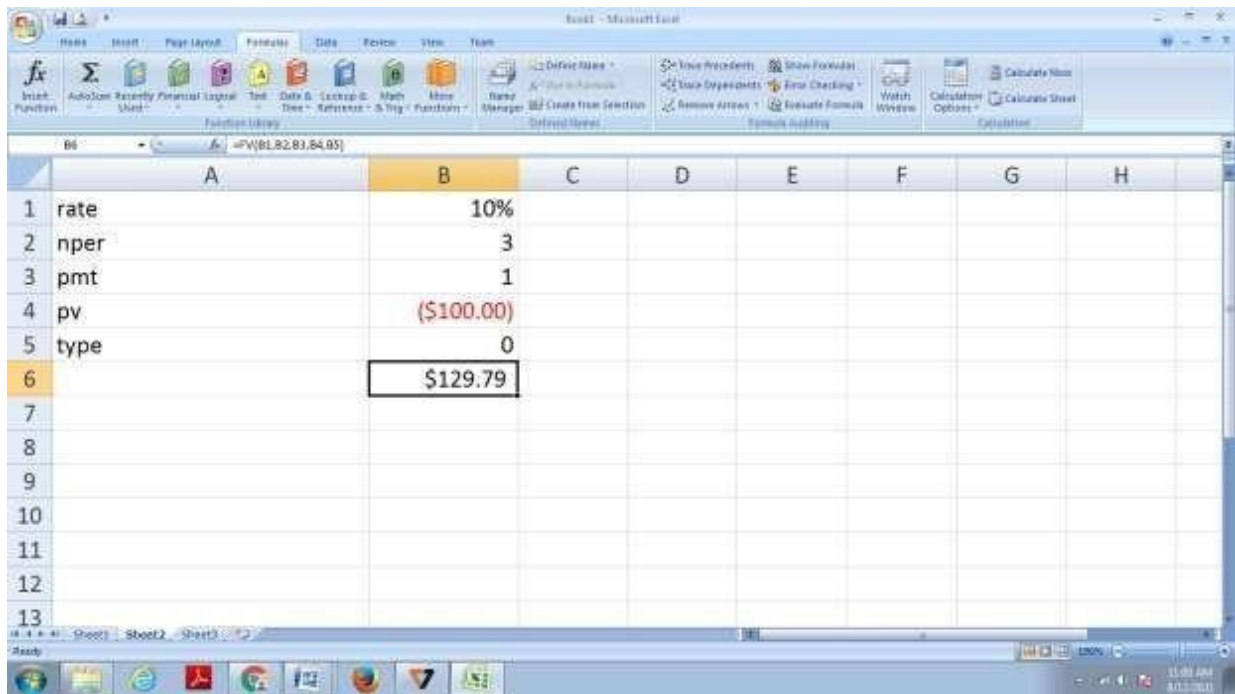 Book1 - Microsoft Excel
Home Insert Page Layout Formulas Data Review View Team
fx Σ
Insert Function
AutoSum
Recently Used
Financial
Logical
Text
Date & Time
Lookup & Reference
Math & Trig
More Functions
Name Manager
Define Name
Use in Formula
Create from Selection
Trace Precedents
Trace Dependents
Remove Arrows
Show Formulas
Error Checking
Evaluate Formula
Watch Window
Calculation Options
Calculate Now
Calculate Sheet
Function Library Defined Names Formula Auditing Calculation
B6 fx =FV(B1,B2,B3,B4,B5)
A B C D E F G H
1 rate 10%
2 nper 3
3 pmt 1
4 pv ($100.00)
5 type 0
6 $129.79
7
8
9
10
11
12
13
Sheet1 Sheet2 Sheet3
Ready